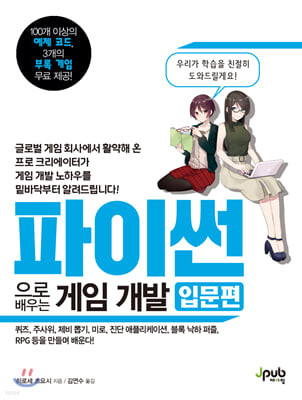 100개 이상의
예제 코드,
3개의
부록 게임
무료 제공!
우리가 학습을 친절히
도와드릴게요!
글로벌 게임 회사에서 활약해 온
프로 크리에이터가
게임 개발 노하우를
밑바닥부터 알려드립니다!
파이썬
으로
배우는
게임 개발
입문편
퀴즈, 주사위, 제비 뽑기, 미로, 진단 애플리케이션, 블록 낙하 퍼즐,
RPG 등을 만들며 배운다!
히로세 츠요시 지음 / 김연수 옮김
Jpub
제이펍